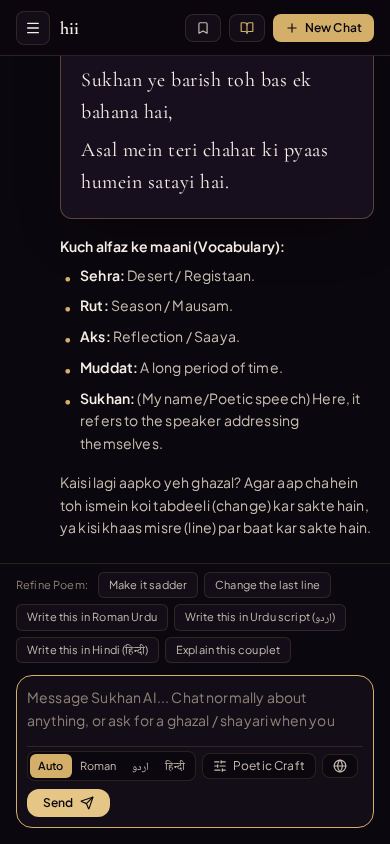 hii
New Chat
Sukhan ye barish toh bas ek
bahana hai,
Asal mein teri chahat ki pyaas
humein satayi hai.
Kuch alfaz ke maani (Vocabulary):
Sehra: Desert / Registaan.
Rut: Season / Mausam.
Aks: Reflection / Saaya.
Muddat: A long period of time.
Sukhan: (My name/Poetic speech) Here, it
refers to the speaker addressing
themselves.
Kaisi lagi aapko yeh ghazal? Agar aap chahein
toh ismein koi tabdeeli (change) kar sakte hain,
ya kisi khaas misre (line) par baat kar sakte hain.
Refine Poem:
Make it sadder
Change the last line
Write this in Roman Urdu
Write this in Urdu script (اردو)
Write this in Hindi (हिन्दी)
Explain this couplet
Message Sukhan AI... Chat normally about
anything, or ask for a ghazal / shayari when you
Auto
Roman
اردو
हिन्दी
Poetic Craft
Send